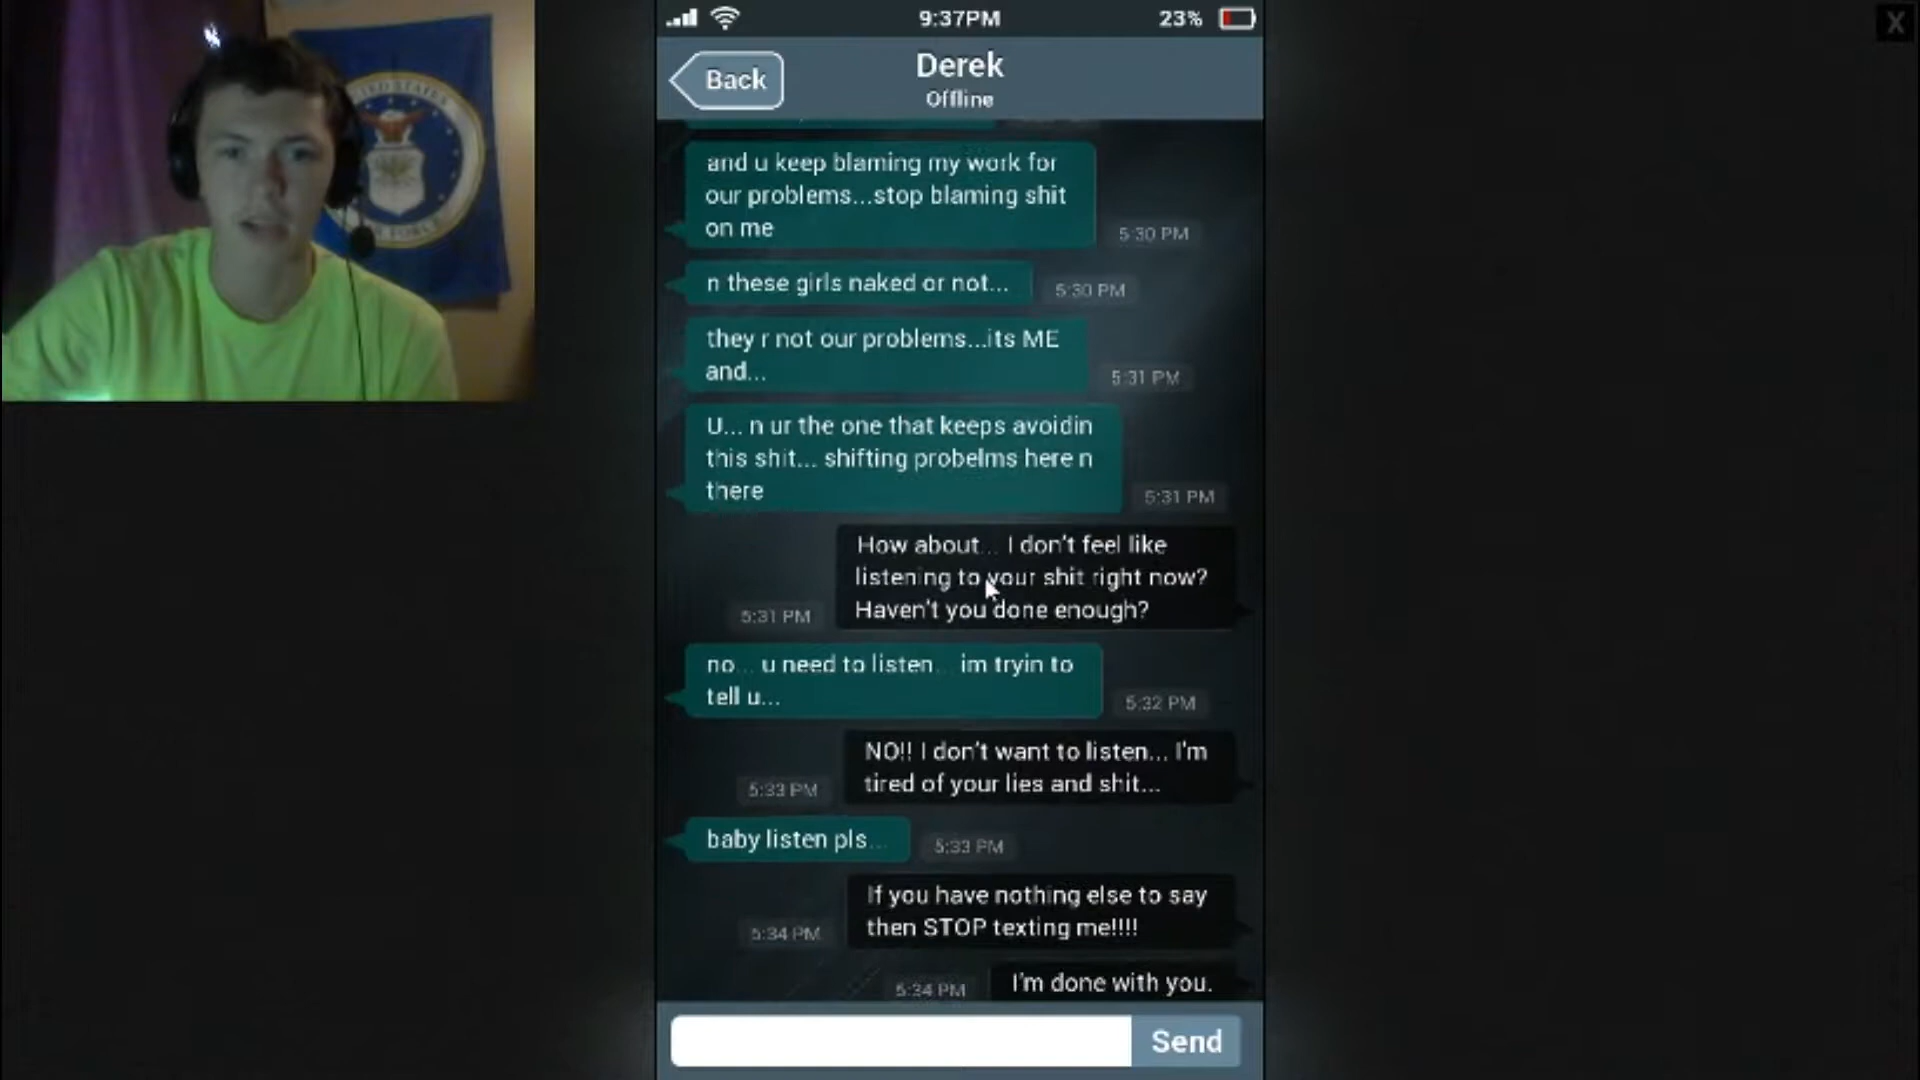 9:37PM
23%
X
Back
Derek
Offline
and u keep blaming my work for
our problems...stop blaming shit
on me
5:30 PM
n these girls naked or not...
5:30 PM
they r not our problems...its ME
and...
5:31 PM
U... n ur the one that keeps avoidin
this shit... shifting probelms here n
there
5:31 PM
How about... I don't feel like
listening to your shit right now?
Haven't you done enough?
5:31 PM
no... u need to listen... im tryin to
tell u...
5:32 PM
NO!! I don't want to listen... I'm
tired of your lies and shit...
5:33 PM
baby listen pls...
5:33 PM
If you have nothing else to say
then STOP texting me!!!!
5:34 PM
I'm done with you.
5:34 PM
Send